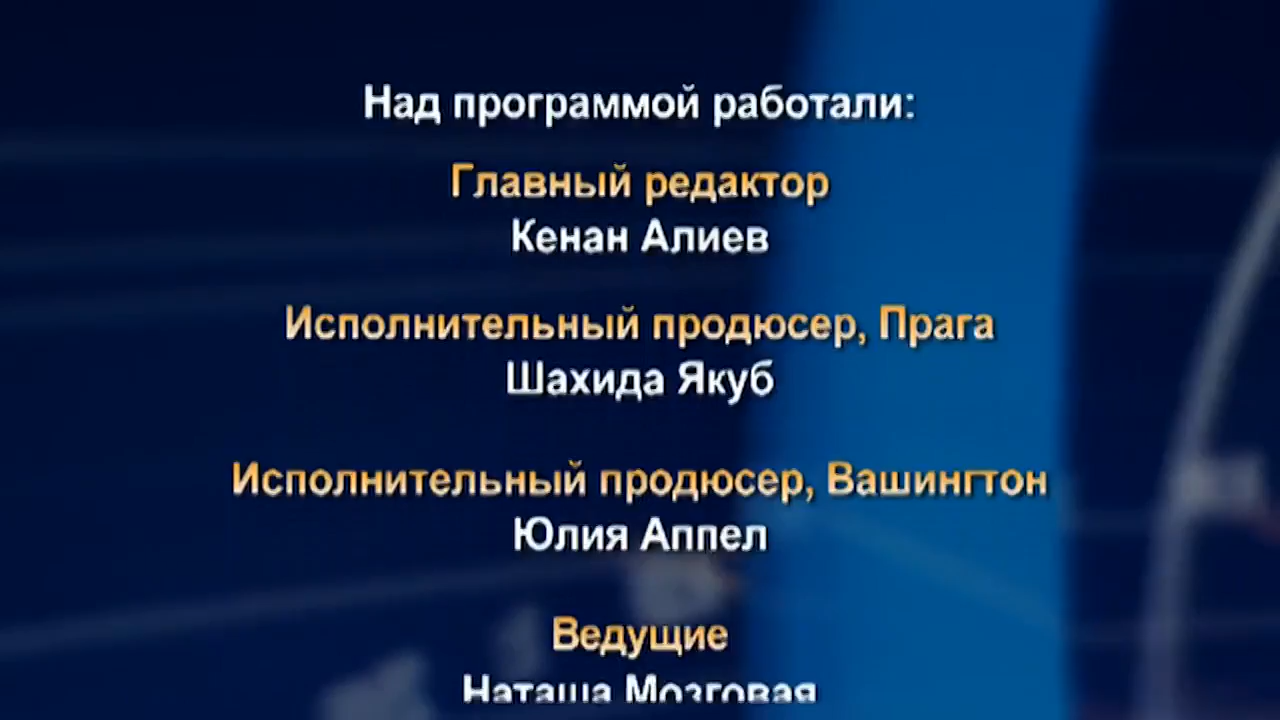 Над программой работали:
Главный редактор
Кенан Алиев
Исполнительный продюсер, Прага
Шахида Якуб
Исполнительный продюсер, Вашингтон
Юлия Аппел
Ведущие
Наташа Мозговая